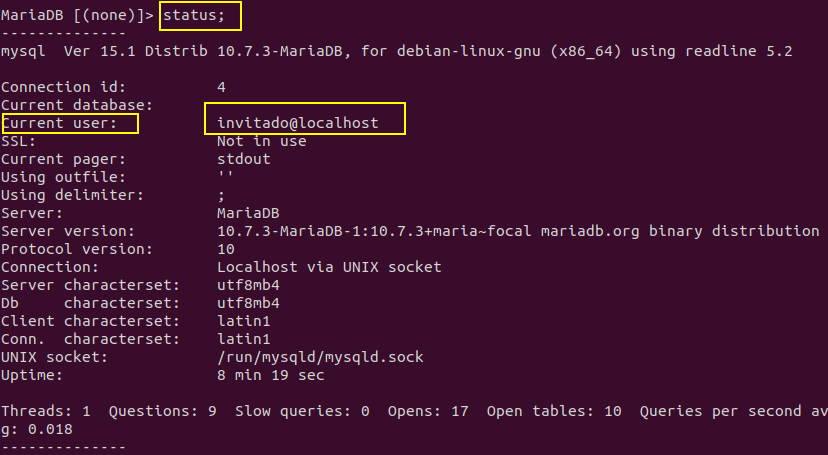 MariaDB [(none)]> status;
--------------
mysql  Ver 15.1 Distrib 10.7.3-MariaDB, for debian-linux-gnu (x86_64) using readline 5.2

Connection id:          4
Current database:
Current user:           invitado@localhost
SSL:                    Not in use
Current pager:          stdout
Using outfile:          ''
Using delimiter:        ;
Server:                 MariaDB
Server version:         10.7.3-MariaDB-1:10.7.3+maria~focal mariadb.org binary distribution
Protocol version:       10
Connection:             Localhost via UNIX socket
Server characterset:    utf8mb4
Db     characterset:    utf8mb4
Client characterset:    latin1
Conn.  characterset:    latin1
UNIX socket:            /run/mysqld/mysqld.sock
Uptime:                 8 min 19 sec

Threads: 1  Questions: 9  Slow queries: 0  Opens: 17  Open tables: 10  Queries per second av
g: 0.018
--------------